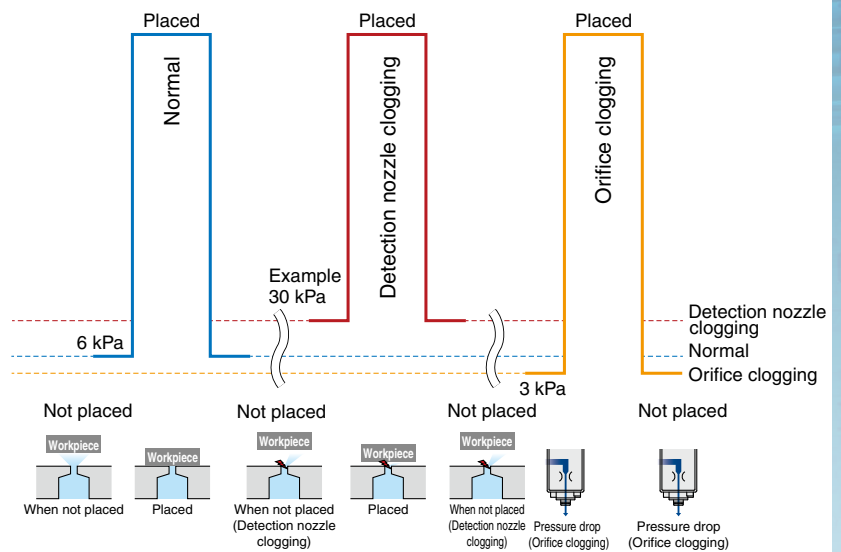 Placed
Placed
Placed
Normal
Detection nozzle clogging
Orifice clogging
Example
30 kPa
6 kPa
3 kPa
Detection nozzle
clogging
Normal
Orifice clogging
Not placed
Not placed
Not placed
Not placed
Workpiece
Workpiece
Workpiece
Workpiece
Workpiece
When not placed
Placed
When not placed
(Detection nozzle
clogging)
Placed
When not placed
(Detection nozzle
clogging)
Pressure drop
(Orifice clogging)
Pressure drop
(Orifice clogging)